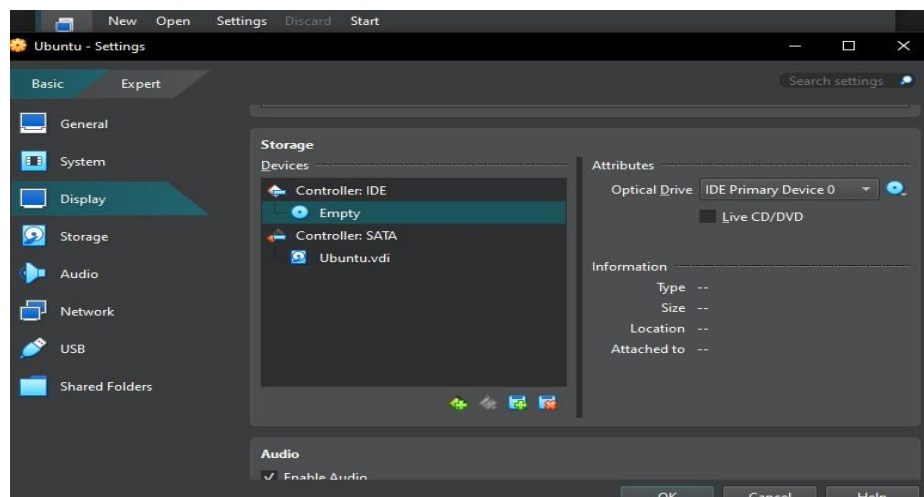 New Open Settings Discard Start
Ubuntu - Settings
Basic Expert Search settings
General
System
Display
Storage
Audio
Network
USB
Shared Folders
Storage
Devices
Controller: IDE
Empty
Controller: SATA
Ubuntu.vdi
Attributes
Optical Drive IDE Primary Device 0
Live CD/DVD
Information
Type --
Size --
Location --
Attached to --
Audio
Enable Audio
OK Cancel Help